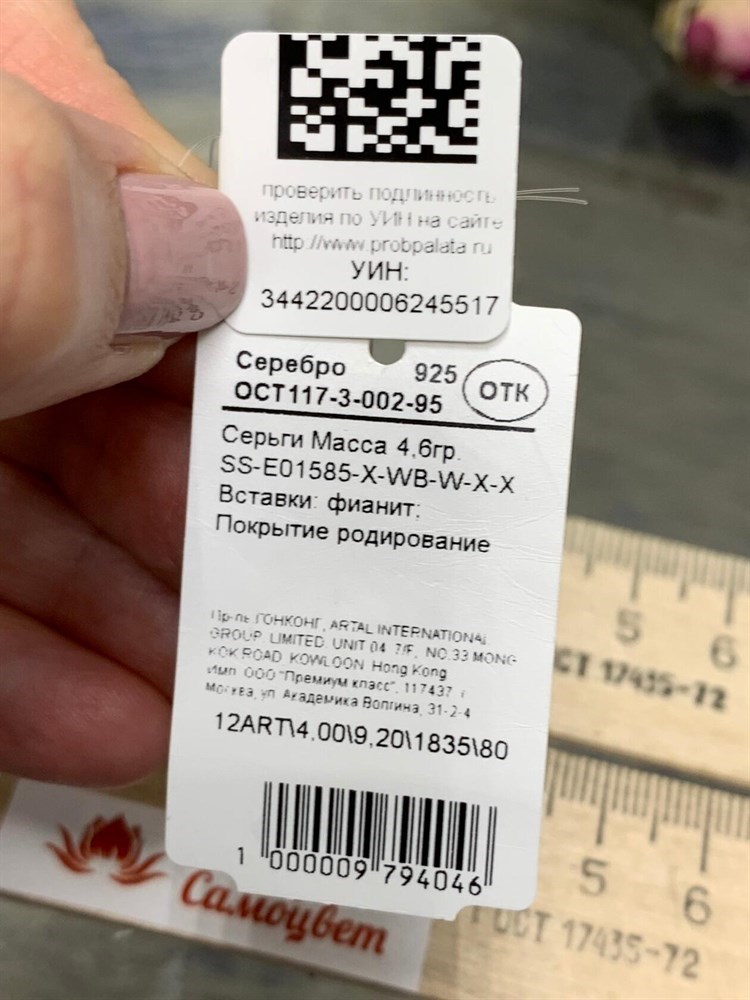 проверить подлинность
изделия по УИН на сайте
http://www.probpalata.ru
УИН:
3442200006245517
Серебро 925 ОТК
ОСТ117-3-002-95
Серьги Масса 4,6гр.
SS-E01585-X-WB-W-X-X
Вставки: фианит;
Покрытие родирование
Пр-ль: ГОНКОНГ, ARTAL INTERNATIONAL
GROUP LIMITED, UNIT 04, 7/F, NO.33 MONG
KOK ROAD, KOWLOON, Hong Kong
Имп. ООО "Премиум класс", 117437, г.
Москва, ул. Академика Волгина, 31-2-4
12ART\4,00\9,20\1835\80
1 000009 794046
Самоцвет
5 6
ГОСТ 17435-72
5 6
ГОСТ 17435-72